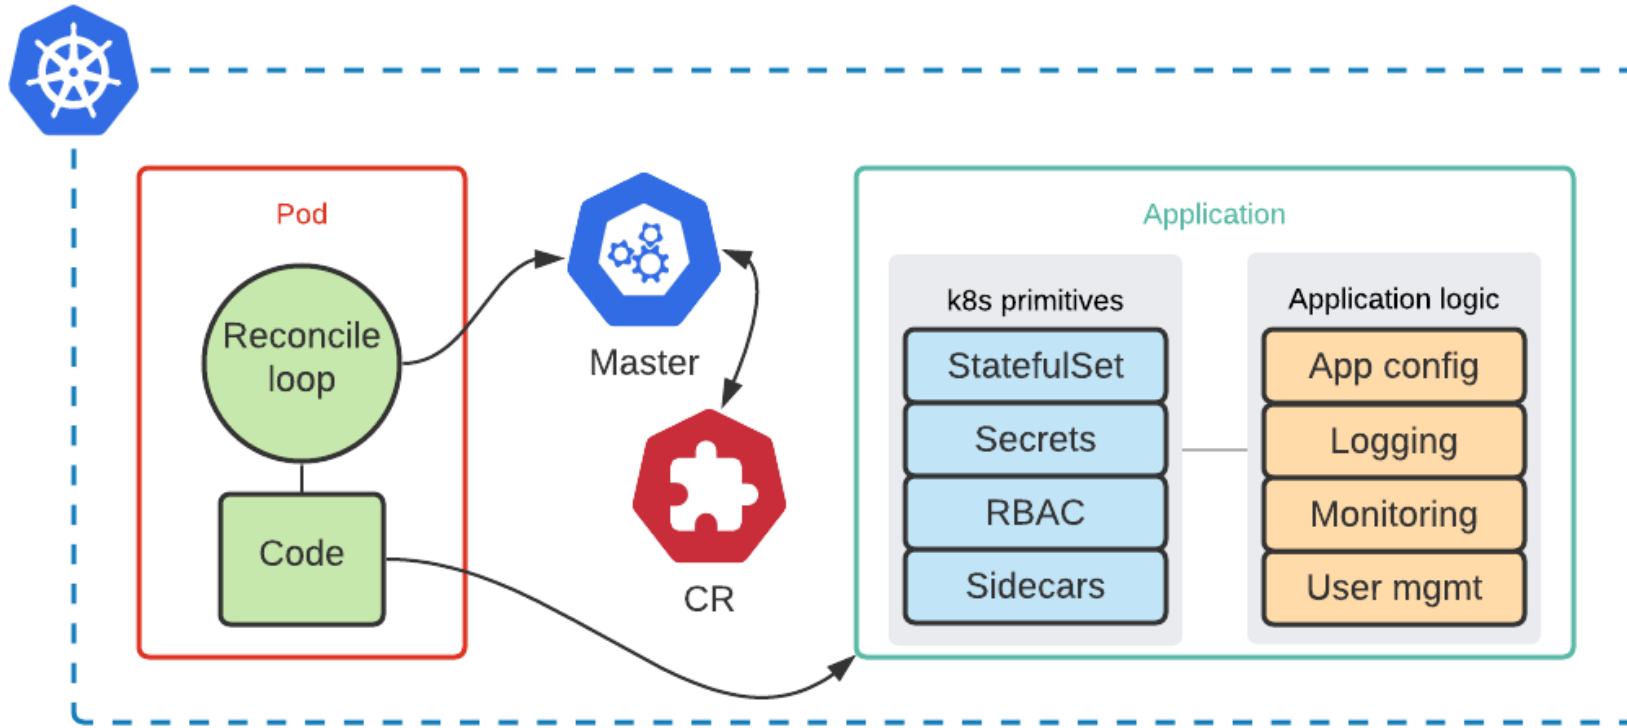 Pod
Reconcile
loop
Code
Master
CR
Application
k8s primitives
StatefulSet
Secrets
RBAC
Sidecars
Application logic
App config
Logging
Monitoring
User mgmt